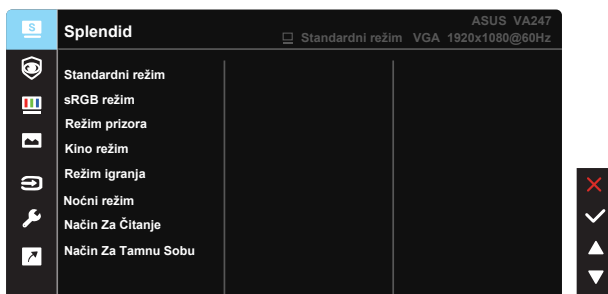 S
Splendid
ASUS VA247
Standardni režim VGA 1920x1080@60Hz
Standardni režim
sRGB režim
Režim prizora
Kino režim
Režim igranja
Noćni režim
Način Za Čitanje
Način Za Tamnu Sobu